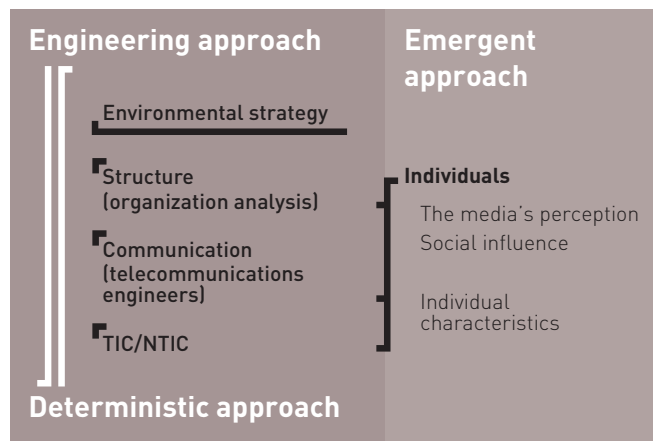 Engineering approach
Environmental strategy
Structure
(organization analysis)
Communication
(telecommunications
engineers)
TIC/NTIC
Deterministic approach
Emergent
approach
Individuals
The media's perception
Social influence
Individual
characteristics